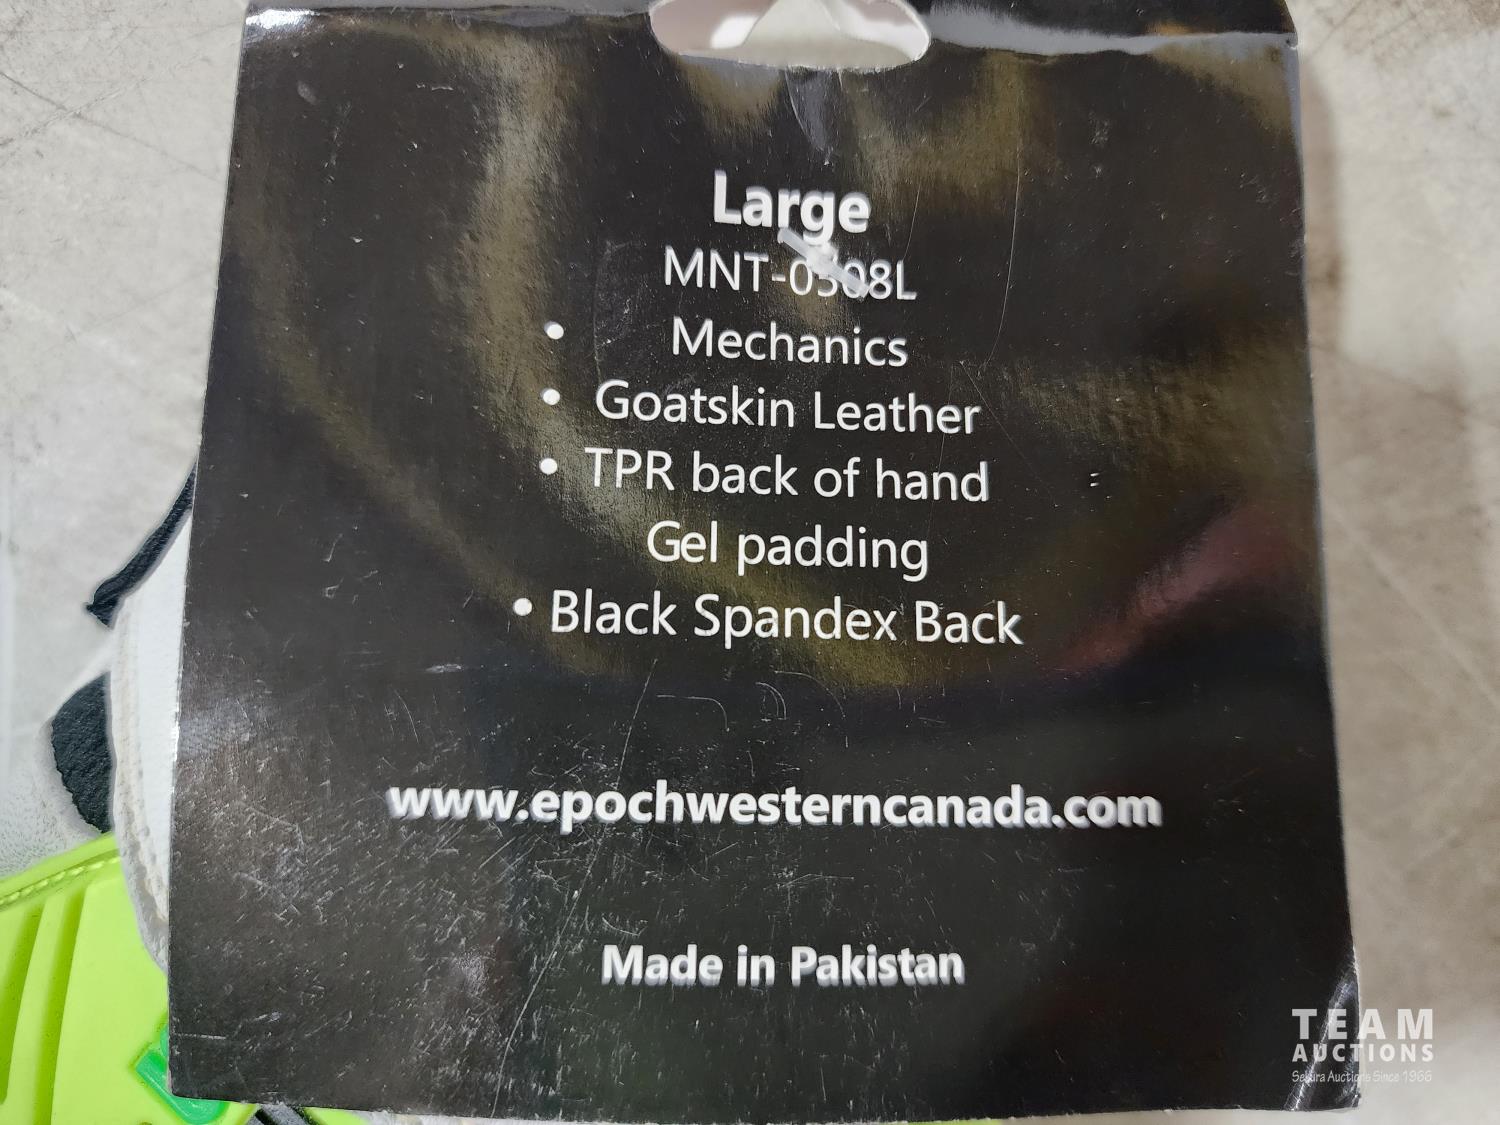 Large
MNT-0308L
• Mechanics
• Goatskin Leather
• TPR back of hand
Gel padding
• Black Spandex Back
www.epochwesterncanada.com
Made in Pakistan
TEAM
AUCTIONS
Sekura Auctions Since 1966